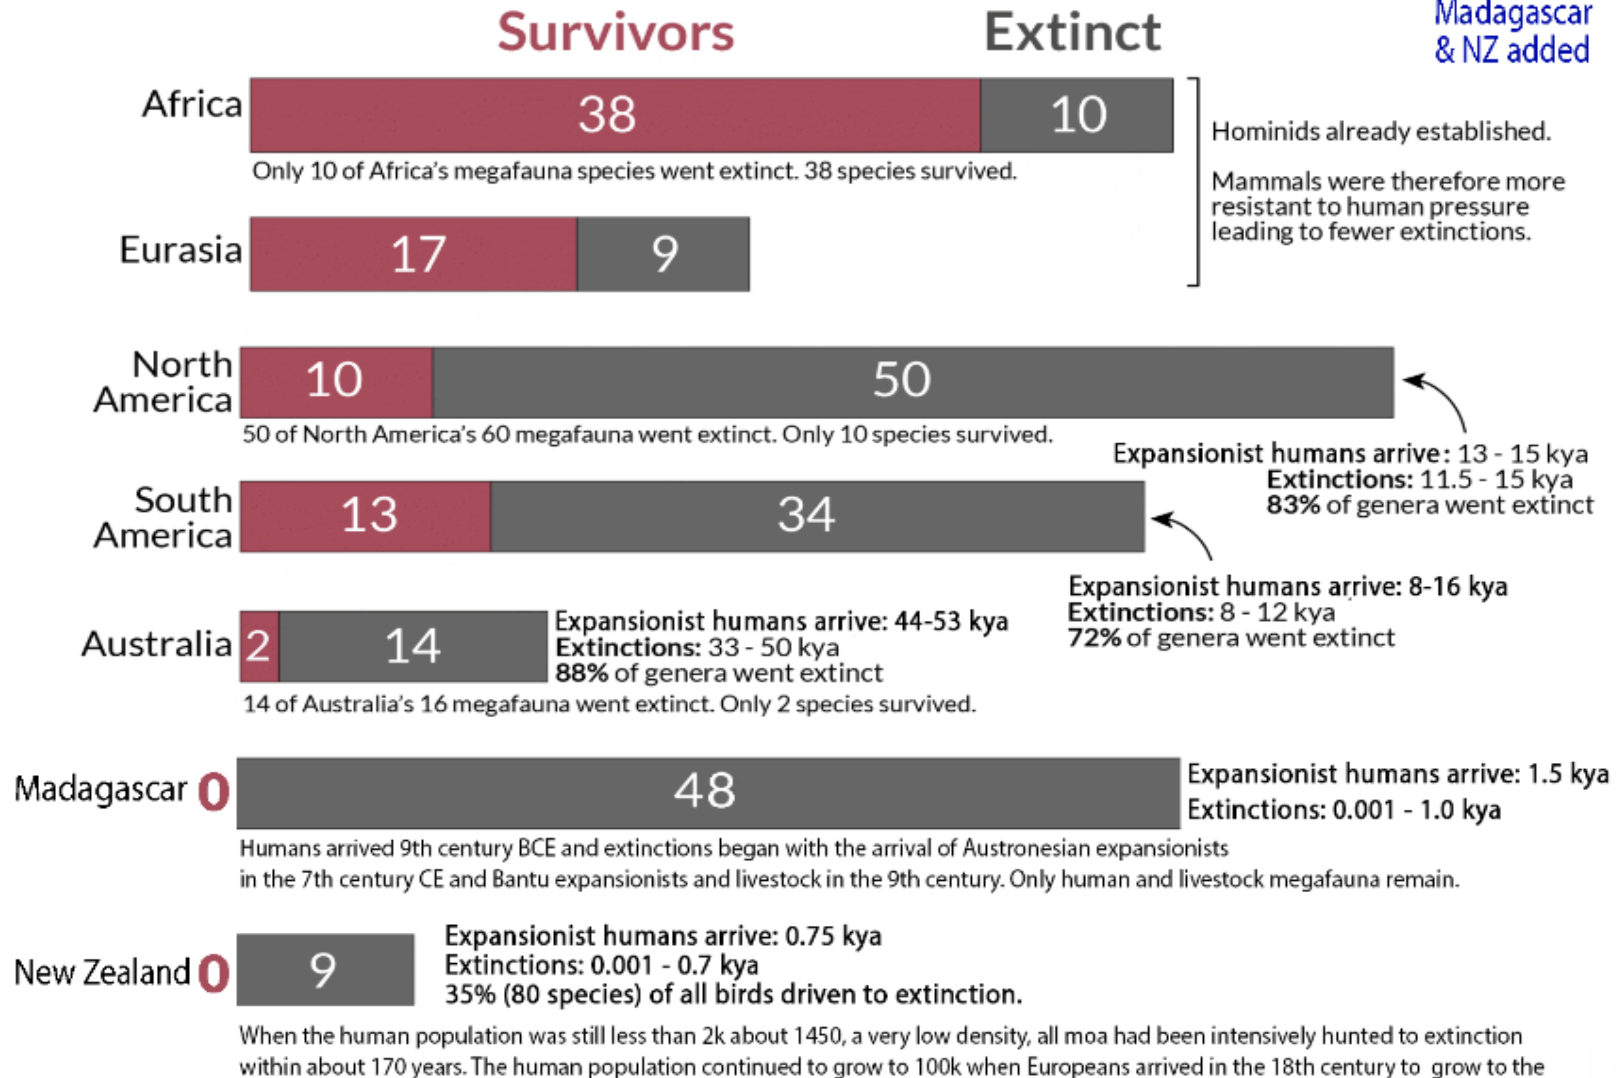 Survivors
Extinct
Madagascar
& NZ added
Africa
38
10
Only 10 of Africa's megafauna species went extinct. 38 species survived.
Hominids already established.
Mammals were therefore more
resistant to human pressure
leading to fewer extinctions.
Eurasia
17
9
North
America
10
50
50 of North America's 60 megafauna went extinct. Only 10 species survived.
Expansionist humans arrive: 13 - 15 kya
Extinctions: 11.5 - 15 kya
83% of genera went extinct
South
America
13
34
Expansionist humans arrive: 8-16 kya
Extinctions: 8 - 12 kya
72% of genera went extinct
Australia
2
14
Expansionist humans arrive: 44-53 kya
Extinctions: 33 - 50 kya
88% of genera went extinct
14 of Australia's 16 megafauna went extinct. Only 2 species survived.
Madagascar
0
48
Expansionist humans arrive: 1.5 kya
Extinctions: 0.001 - 1.0 kya
Humans arrived 9th century BCE and extinctions began with the arrival of Austronesian expansionists
in the 7th century CE and Bantu expansionists and livestock in the 9th century. Only human and livestock megafauna remain.
New Zealand
0
9
Expansionist humans arrive: 0.75 kya
Extinctions: 0.001 - 0.7 kya
35% (80 species) of all birds driven to extinction.
When the human population was still less than 2k about 1450, a very low density, all moa had been intensively hunted to extinction
within about 170 years. The human population continued to grow to 100k when Europeans arrived in the 18th century to grow to the